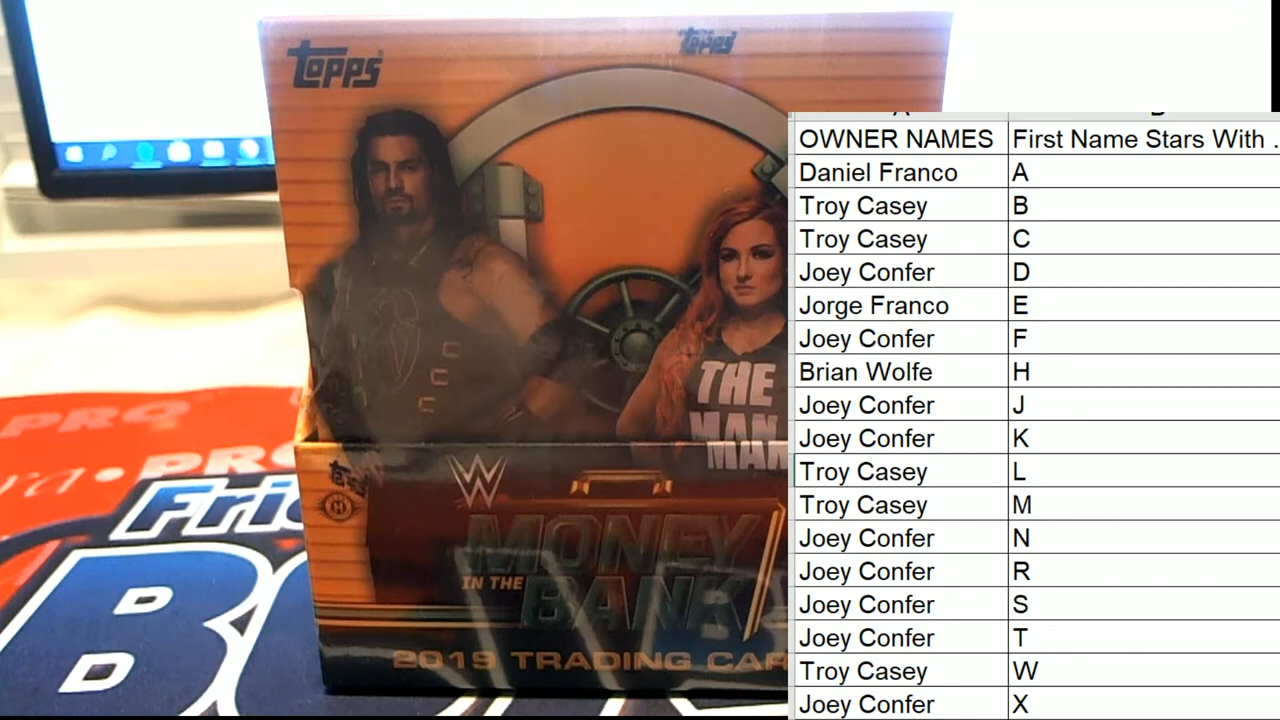 Topps
Topps
THE
MAN
MAN
Topps
H
W
MONEY
IN THE
BANK
2019 TRADING CAR
PRO
PRO
Fri
B
OWNER NAMES First Name Stars With .
Daniel Franco A
Troy Casey B
Troy Casey C
Joey Confer D
Jorge Franco E
Joey Confer F
Brian Wolfe H
Joey Confer J
Joey Confer K
Troy Casey L
Troy Casey M
Joey Confer N
Joey Confer R
Joey Confer S
Joey Confer T
Troy Casey W
Joey Confer X